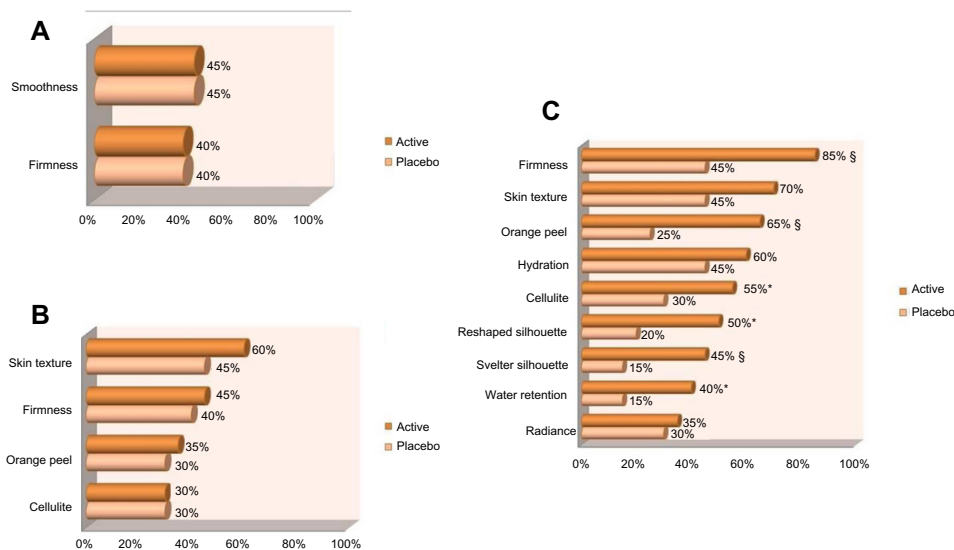 A
Smoothness
45%
45%
Firmness
40%
40%
0% 20% 40% 60% 80% 100%
Active
Placebo
B
Skin texture
60%
45%
Firmness
45%
40%
Orange peel
35%
30%
Cellulite
30%
30%
0% 20% 40% 60% 80% 100%
Active
Placebo
C
Firmness
85% §
45%
Skin texture
70%
45%
Orange peel
65% §
25%
Hydration
60%
45%
Cellulite
55%*
30%
Reshaped silhouette
50%*
20%
Svelter silhouette
45% §
15%
Water retention
40%*
15%
Radiance
35%
30%
0% 20% 40% 60% 80% 100%
Active
Placebo